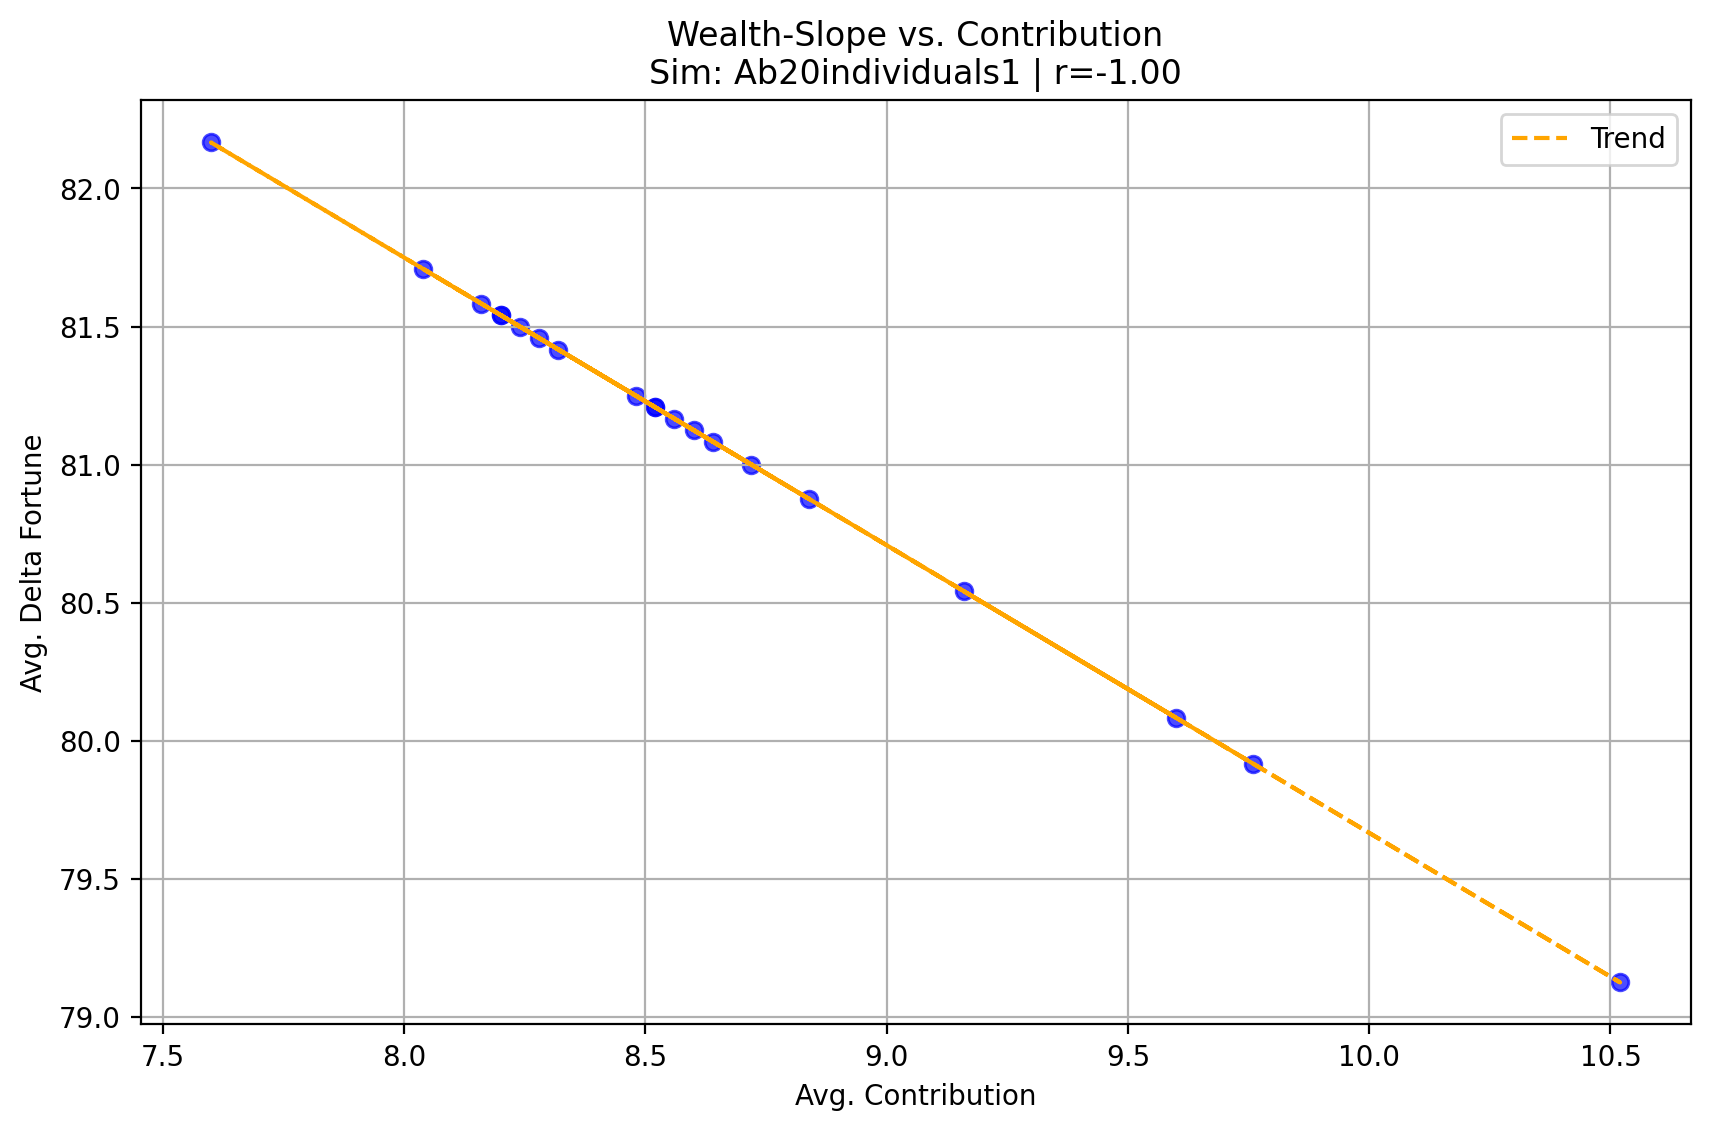 Wealth-Slope vs. Contribution
Sim: Ab20individuals1 | r=-1.00
Trend
82.0
81.5
81.0
80.5
80.0
79.5
79.0
Avg. Delta Fortune
7.5 8.0 8.5 9.0 9.5 10.0 10.5
Avg. Contribution